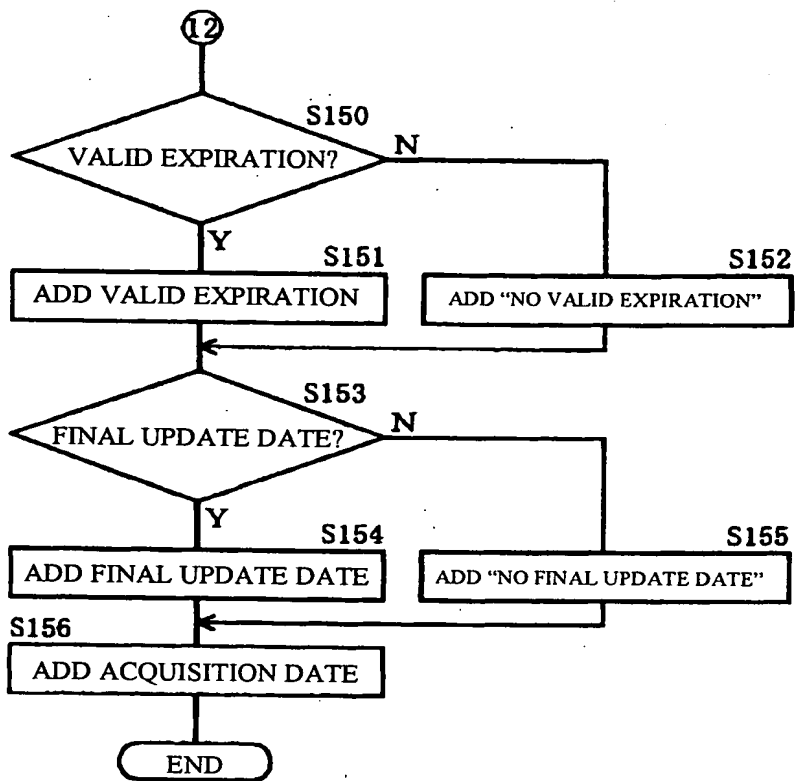 12
S150
VALID EXPIRATION?
N
Y
S151
S152
ADD VALID EXPIRATION
ADD "NO VALID EXPIRATION"
S153
FINAL UPDATE DATE?
N
Y
S154
S155
ADD FINAL UPDATE DATE
ADD "NO FINAL UPDATE DATE"
S156
ADD ACQUISITION DATE
END